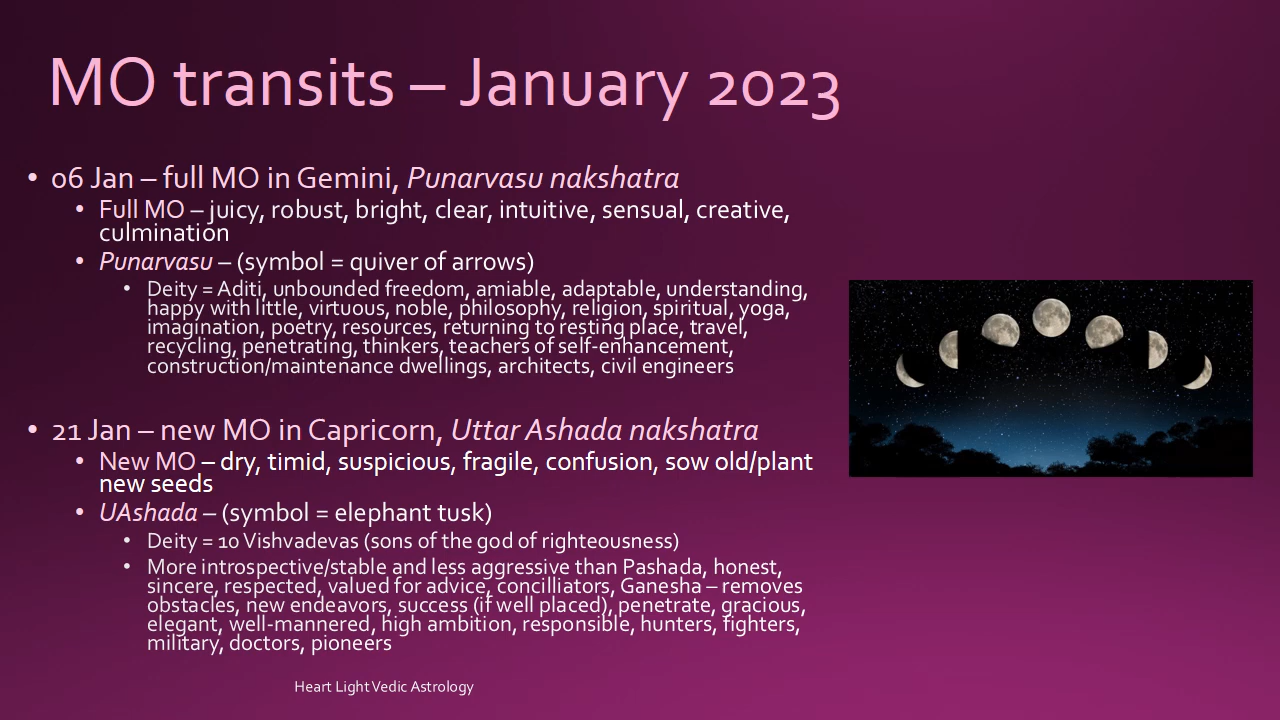 MO transits – January 2023
• 06 Jan – full MO in Gemini, Punarvasu nakshatra
• Full MO – juicy, robust, bright, clear, intuitive, sensual, creative,
culmination
• Punarvasu – (symbol = quiver of arrows)
• Deity = Aditi, unbounded freedom, amiable, adaptable, understanding,
happy with little, virtuous, noble, philosophy, religion, spiritual, yoga,
imagination, poetry, resources, returning to resting place, travel,
recycling, penetrating, thinkers, teachers of self-enhancement,
construction/maintenance dwellings, architects, civil engineers
• 21 Jan – new MO in Capricorn, Uttar Ashada nakshatra
• New MO – dry, timid, suspicious, fragile, confusion, sow old/plant
new seeds
• UAshada – (symbol = elephant tusk)
• Deity = 10 Vishvadevas (sons of the god of righteousness)
• More introspective/stable and less aggressive than Pashada, honest,
sincere, respected, valued for advice, concilliators, Ganesha – removes
obstacles, new endeavors, success (if well placed), penetrate, gracious,
elegant, well-mannered, high ambition, responsible, hunters, fighters,
military, doctors, pioneers
Heart Light Vedic Astrology